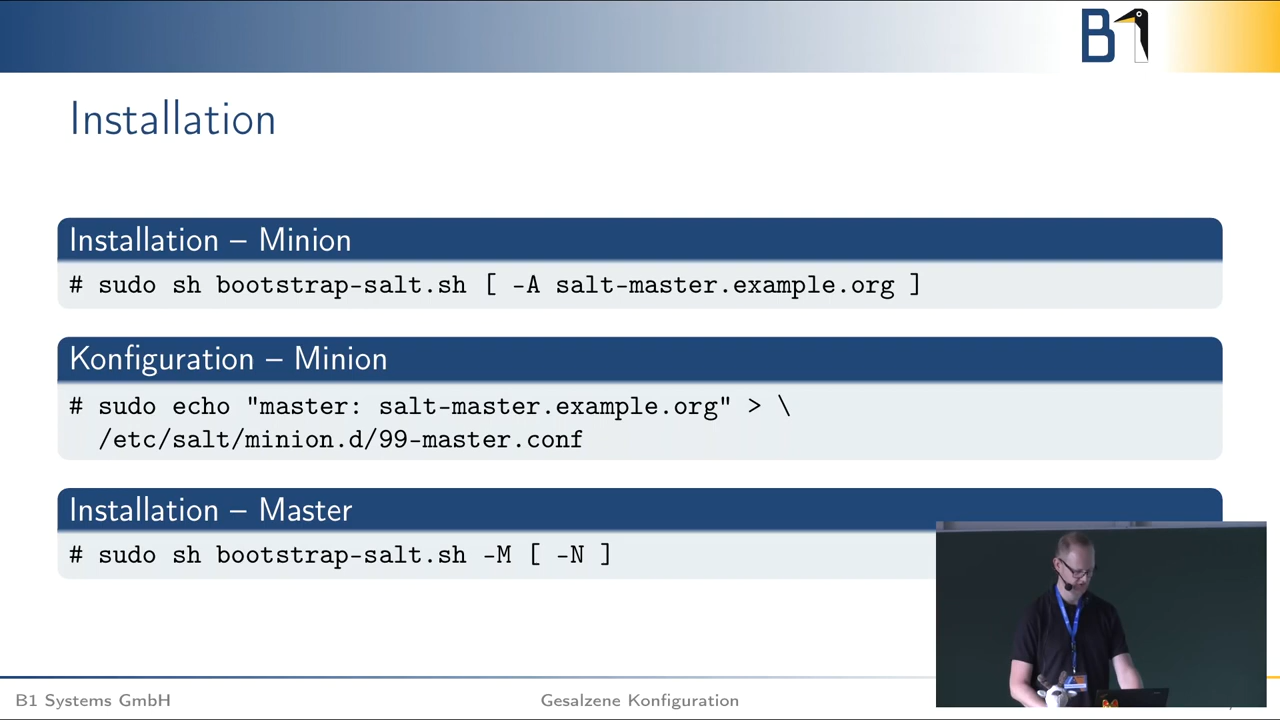 B1
Installation
Installation – Minion
# sudo sh bootstrap-salt.sh [ -A salt-master.example.org ]
Konfiguration – Minion
# sudo echo "master: salt-master.example.org" > \
/etc/salt/minion.d/99-master.conf
Installation – Master
# sudo sh bootstrap-salt.sh -M [ -N ]
B1 Systems GmbH
Gesalzene Konfiguration